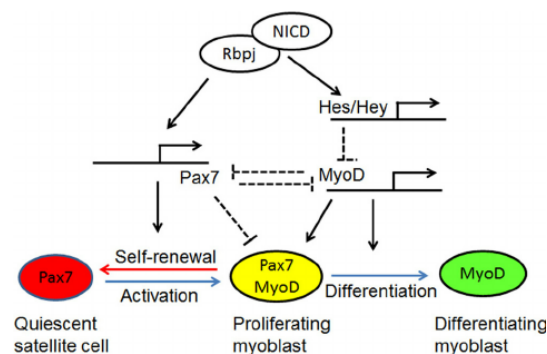 NICD
Rbpj
Hes/Hey
Pax7
MyoD
Self-renewal
Pax7
Pax7
MyoD
MyoD
Activation
Differentiation
Quiescent
satellite cell
Proliferating
myoblast
Differentiating
myoblast